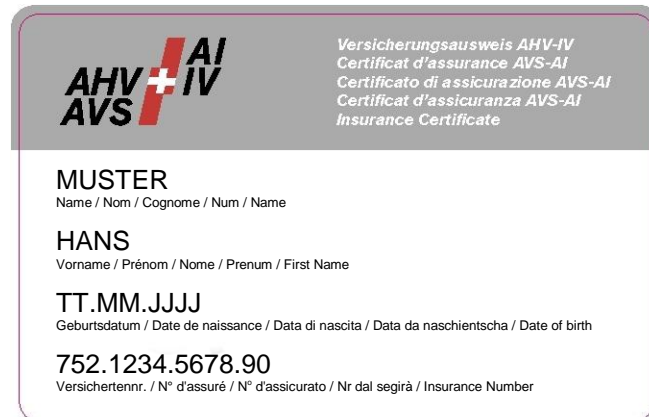 AHV AI
AVS IV
Versicherungsausweis AHV-IV
Certificat d'assurance AVS-AI
Certificato di assicurazione AVS-AI
Certificat d'assicuranza AVS-AI
Insurance Certificate
MUSTER
Name / Nom / Cognome / Num / Name
HANS
Vorname / Prénom / Nome / Prenum / First Name
TT.MM.JJJJ
Geburtsdatum / Date de naissance / Data di nascita / Data da naschientscha / Date of birth
752.1234.5678.90
Versichertennr. / N° d'assuré / N° d'assicurato / Nr dal segirà / Insurance Number